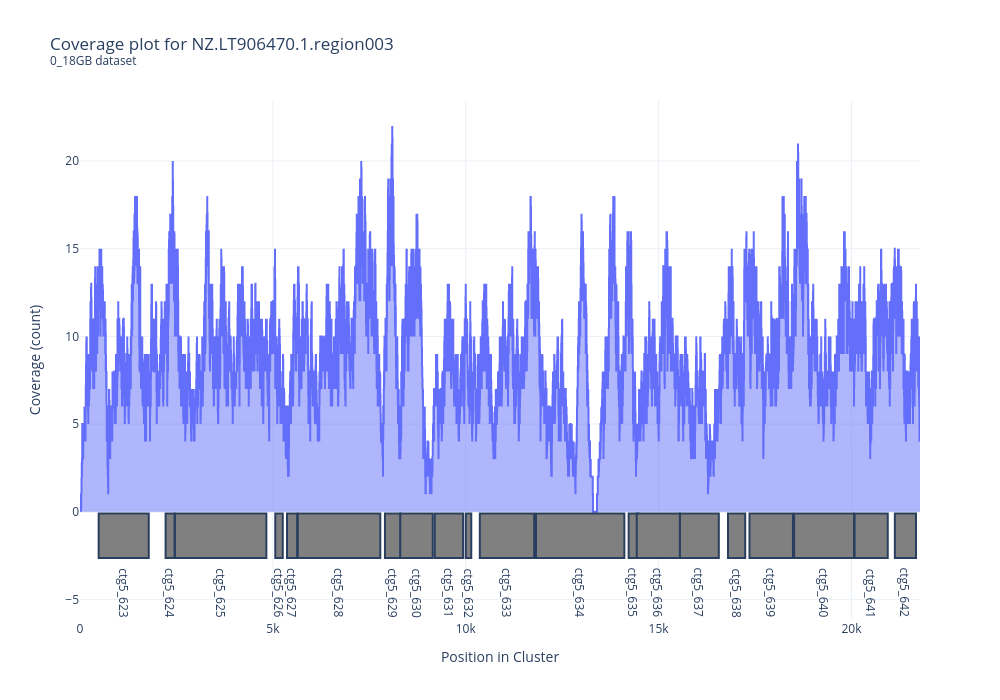 Coverage plot for NZ.LT906470.1.region003
0_18GB dataset
Coverage (count)
20
15
10
5
0
−5
ctg5_623
ctg5_624
ctg5_625
ctg5_626
ctg5_627
ctg5_628
ctg5_629
ctg5_630
ctg5_631
ctg5_632
ctg5_633
ctg5_634
ctg5_635
ctg5_636
ctg5_637
ctg5_638
ctg5_639
ctg5_640
ctg5_641
ctg5_642
0
5k
10k
15k
20k
Position in Cluster